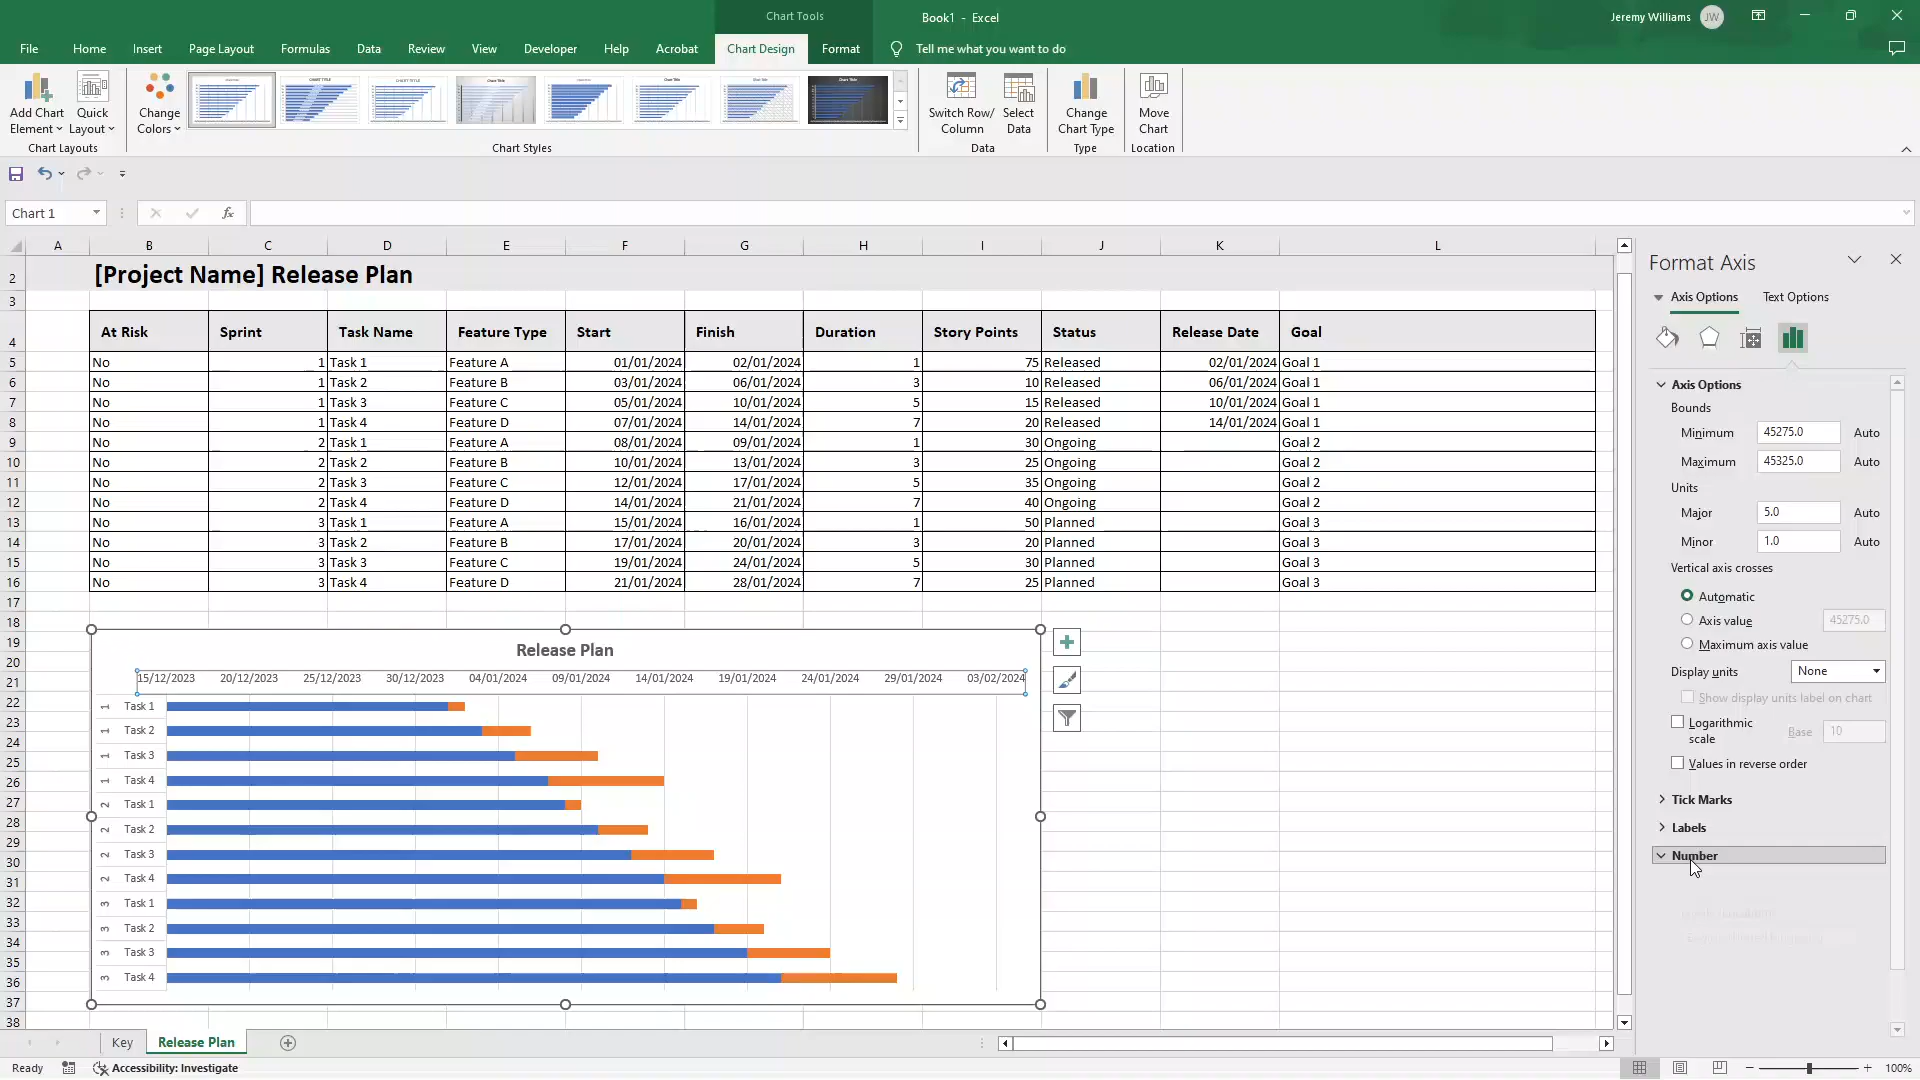 Chart Tools
Book1 - Excel
Jeremy Williams
JW
File Home Insert Page Layout Formulas Data Review View Developer Help Acrobat Chart Design Format Tell me what you want to do
Add Chart Element
Quick Layout
Change Colors
Switch Row/ Column
Select Data
Change Chart Type
Move Chart
Chart Layouts
Chart Styles
Data
Type
Location
Chart 1
fx
A B C D E F G H I J K L
2 [Project Name] Release Plan
3
4 At Risk Sprint Task Name Feature Type Start Finish Duration Story Points Status Release Date Goal
5 No 1 Task 1 Feature A 01/01/2024 02/01/2024 1 75 Released 02/01/2024 Goal 1
6 No 1 Task 2 Feature B 03/01/2024 06/01/2024 3 10 Released 06/01/2024 Goal 1
7 No 1 Task 3 Feature C 05/01/2024 10/01/2024 5 15 Released 10/01/2024 Goal 1
8 No 1 Task 4 Feature D 07/01/2024 14/01/2024 7 20 Released 14/01/2024 Goal 1
9 No 2 Task 1 Feature A 08/01/2024 09/01/2024 1 30 Ongoing Goal 2
10 No 2 Task 2 Feature B 10/01/2024 13/01/2024 3 25 Ongoing Goal 2
11 No 2 Task 3 Feature C 12/01/2024 17/01/2024 5 35 Ongoing Goal 2
12 No 2 Task 4 Feature D 14/01/2024 21/01/2024 7 40 Ongoing Goal 2
13 No 3 Task 1 Feature A 15/01/2024 16/01/2024 1 50 Planned Goal 3
14 No 3 Task 2 Feature B 17/01/2024 20/01/2024 3 20 Planned Goal 3
15 No 3 Task 3 Feature C 19/01/2024 24/01/2024 5 30 Planned Goal 3
16 No 3 Task 4 Feature D 21/01/2024 28/01/2024 7 25 Planned Goal 3
17
18
19
20
21
22
23
24
25
26
27
28
29
30
31
32
33
34
35
36
37
38
Release Plan
15/12/2023 20/12/2023 25/12/2023 30/12/2023 04/01/2024 09/01/2024 14/01/2024 19/01/2024 24/01/2024 29/01/2024 03/02/2024
1 Task 1
1 Task 2
1 Task 3
1 Task 4
2 Task 1
2 Task 2
2 Task 3
2 Task 4
3 Task 1
3 Task 2
3 Task 3
3 Task 4
Format Axis
Axis Options Text Options
Axis Options
Bounds
Minimum 45275.0 Auto
Maximum 45325.0 Auto
Units
Major 5.0 Auto
Minor 1.0 Auto
Vertical axis crosses
Automatic
Axis value 45275.0
Maximum axis value
Display units None
Show display units label on chart
Logarithmic scale Base 10
Values in reverse order
Tick Marks
Labels
Number
Key Release Plan
Ready Accessibility: Investigate 100%